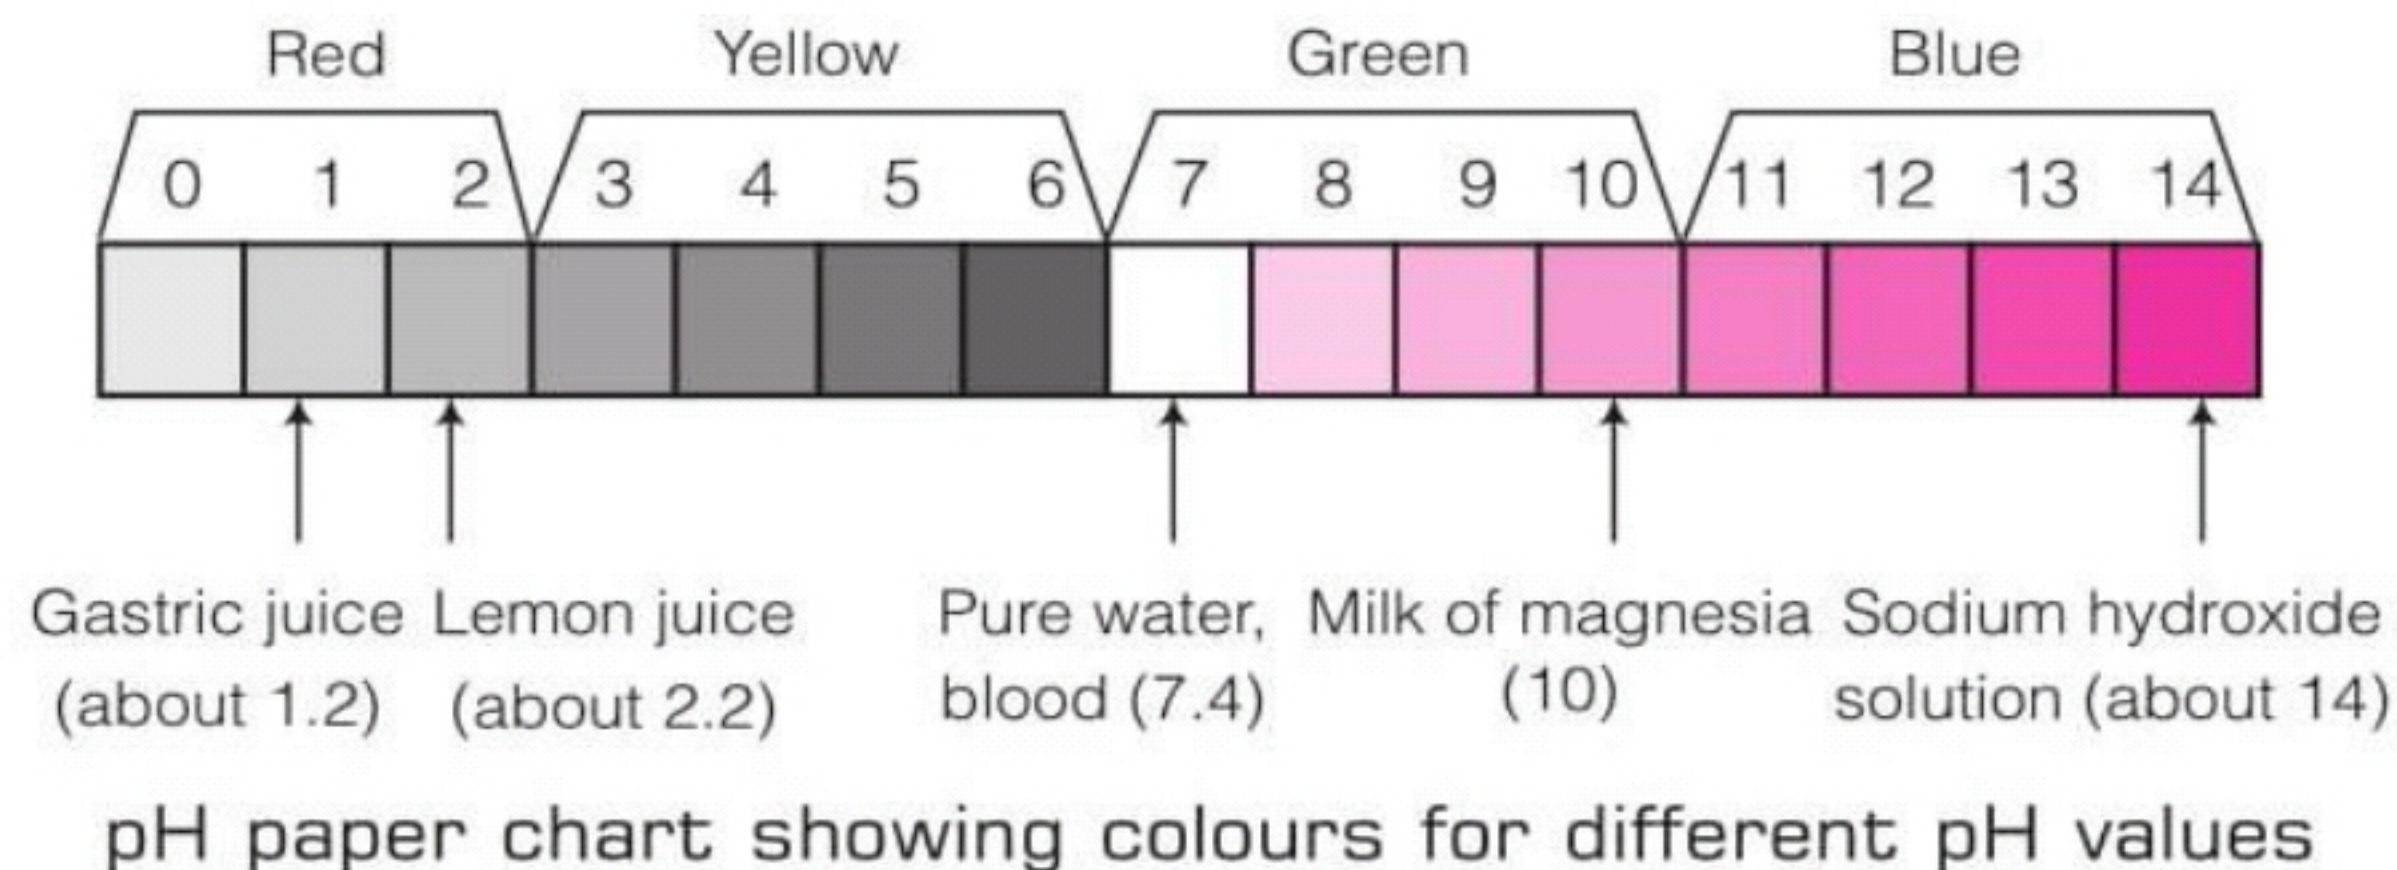 Red Yellow Green Blue
0 1 2 3 4 5 6 7 8 9 10 11 12 13 14
Gastric juice
(about 1.2)
Lemon juice
(about 2.2)
Pure water,
blood (7.4)
Milk of magnesia
(10)
Sodium hydroxide
solution (about 14)
pH paper chart showing colours for different pH values